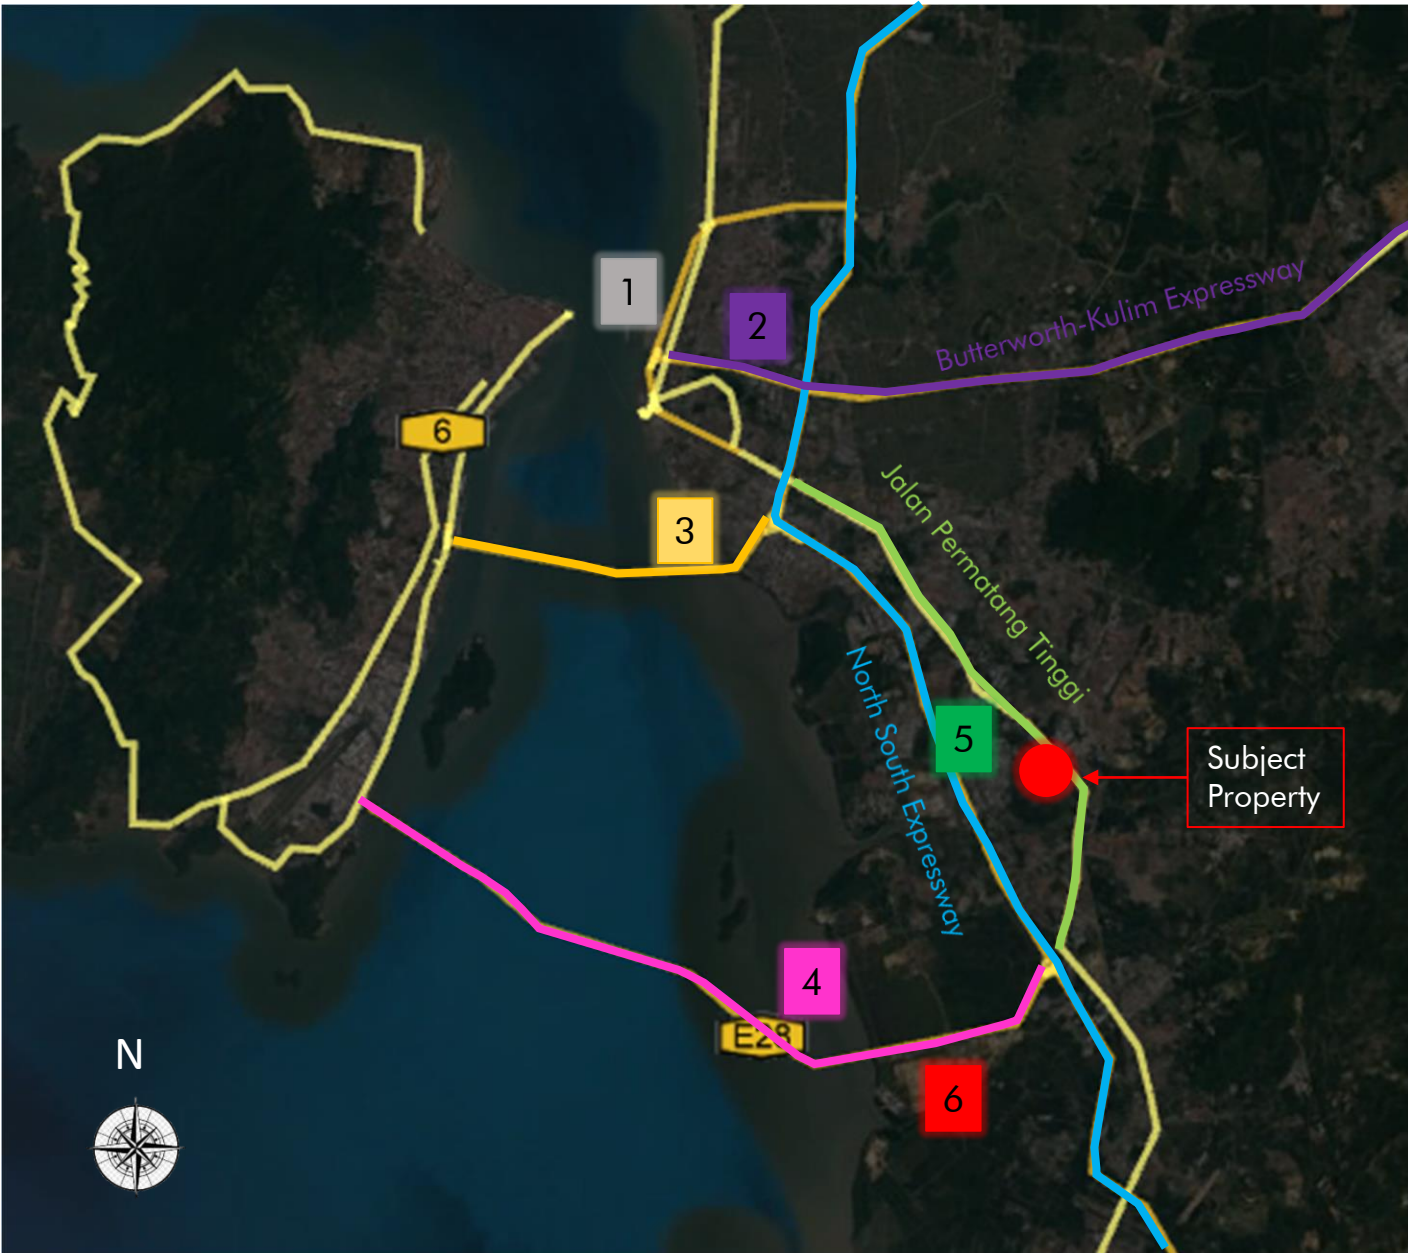 1
2
Butterworth-Kulim Expressway
6
3
Jalan Permatang Tinggi
North South Expressway
5
Subject
Property
4
E28
6
N